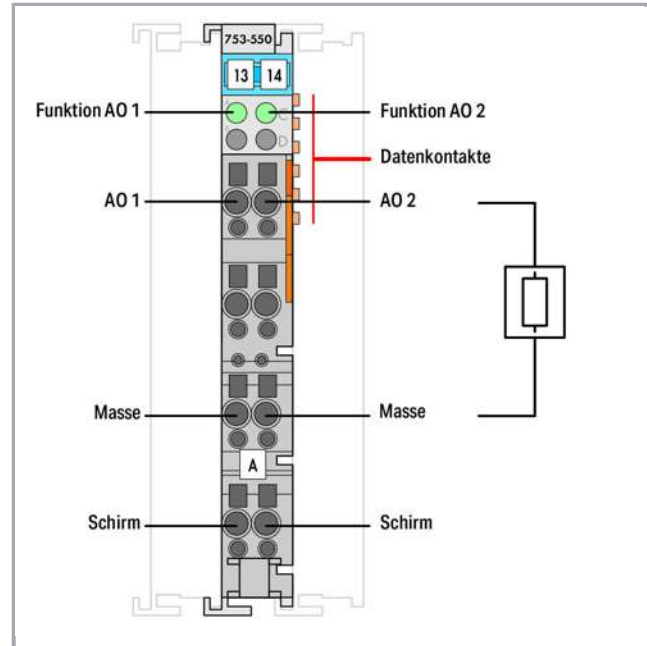 753-550
13 14
Funktion AO 1
Funktion AO 2
Datenkontakte
AO 1
AO 2
Masse
Masse
A
Schirm
Schirm